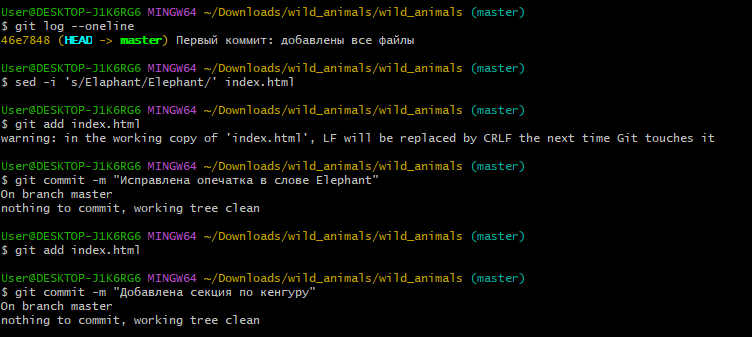 User@DESKTOP-J1K6RG6 MINGW64 ~/Downloads/wild_animals/wild_animals (master)
$ git log --oneline
46e7848 (HEAD -> master) Первый коммит: добавлены все файлы
User@DESKTOP-J1K6RG6 MINGW64 ~/Downloads/wild_animals/wild_animals (master)
$ sed -i 's/Elaphant/Elephant/' index.html
User@DESKTOP-J1K6RG6 MINGW64 ~/Downloads/wild_animals/wild_animals (master)
$ git add index.html
warning: in the working copy of 'index.html', LF will be replaced by CRLF the next time Git touches it
User@DESKTOP-J1K6RG6 MINGW64 ~/Downloads/wild_animals/wild_animals (master)
$ git commit -m "Исправлена опечатка в слове Elephant"
On branch master
nothing to commit, working tree clean
User@DESKTOP-J1K6RG6 MINGW64 ~/Downloads/wild_animals/wild_animals (master)
$ git add index.html
User@DESKTOP-J1K6RG6 MINGW64 ~/Downloads/wild_animals/wild_animals (master)
$ git commit -m "Добавлена секция по кенгуру"
On branch master
nothing to commit, working tree clean